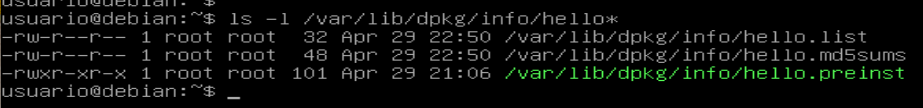 usuario@debian:~$ ls -l /var/lib/dpkg/info/hello*
-rw-r--r-- 1 root root  32 Apr 29 22:50 /var/lib/dpkg/info/hello.list
-rw-r--r-- 1 root root  48 Apr 29 22:50 /var/lib/dpkg/info/hello.md5sums
-rwxr-xr-x 1 root root 101 Apr 29 21:06 /var/lib/dpkg/info/hello.preinst
usuario@debian:~$ _